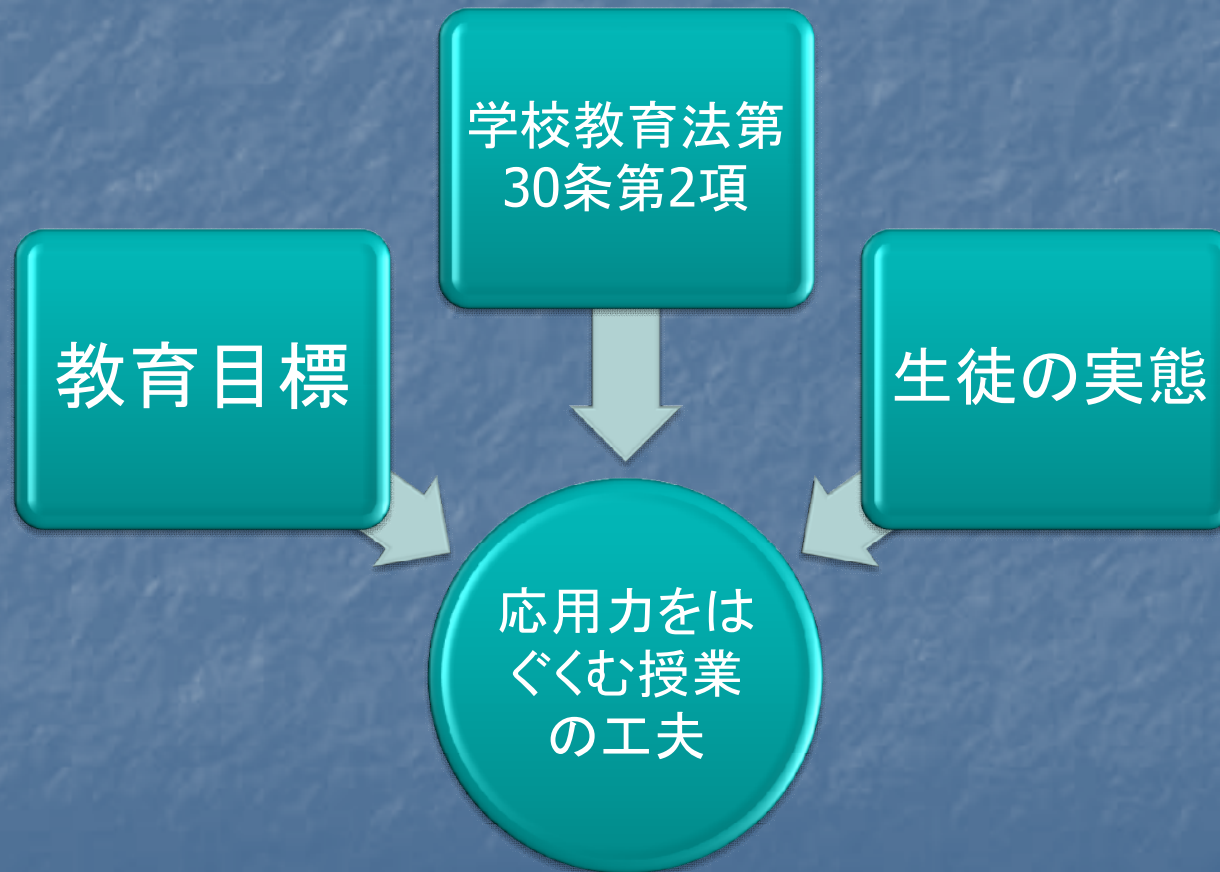 学校教育法第
30条第2項
教育目標
生徒の実態
応用力をは
ぐくむ授業
の工夫